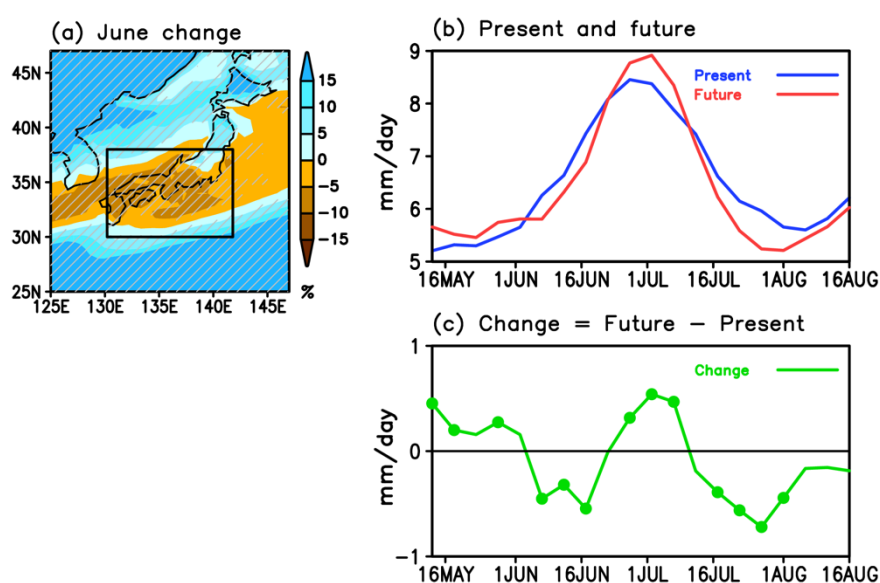 (a) June change
45N
40N
35N
30N
25N
125E 130E 135E 140E 145E
15
10
5
0
−5
−10
−15
%
(b) Present and future
mm/day
9
8
7
6
5
Present
Future
16MAY 1JUN 16JUN 1JUL 16JUL 1AUG 16AUG
(c) Change = Future − Present
mm/day
1
0
−1
Change
16MAY 1JUN 16JUN 1JUL 16JUL 1AUG 16AUG